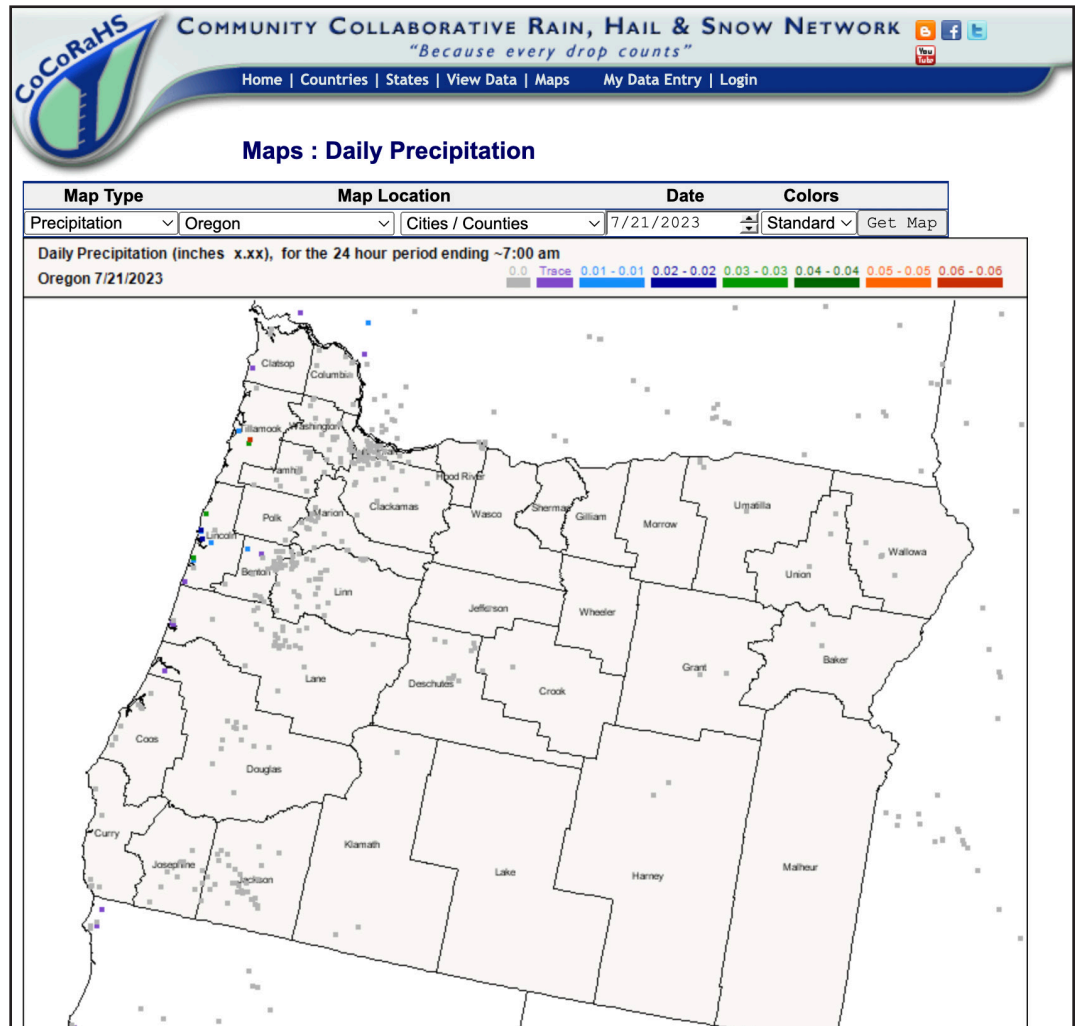 CoCoRaHS
COMMUNITY COLLABORATIVE RAIN, HAIL & SNOW NETWORK
"Because every drop counts"
You
Tube
Home | Countries | States | View Data | Maps My Data Entry | Login
Maps : Daily Precipitation
Map Type Map Location Date Colors
Precipitation Oregon Cities / Counties 7/21/2023 Standard Get Map
Daily Precipitation (inches x.xx), for the 24 hour period ending ~7:00 am
Oregon 7/21/2023
0.0 Trace 0.01 - 0.01 0.02 - 0.02 0.03 - 0.03 0.04 - 0.04 0.05 - 0.05 0.06 - 0.06
Clatsop
Columbia
Tillamook Washington
Yamhill Hood River
Clackamas
Polk Marion Wasco Sherman Gilliam Morrow Umatilla
Lincoln Wallowa
Benton Union
Linn
Jefferson Wheeler
Baker
Grant
Lane Deschutes Crook
Coos
Douglas
Curry Klamath
Josephine Jackson Lake Harney Malheur